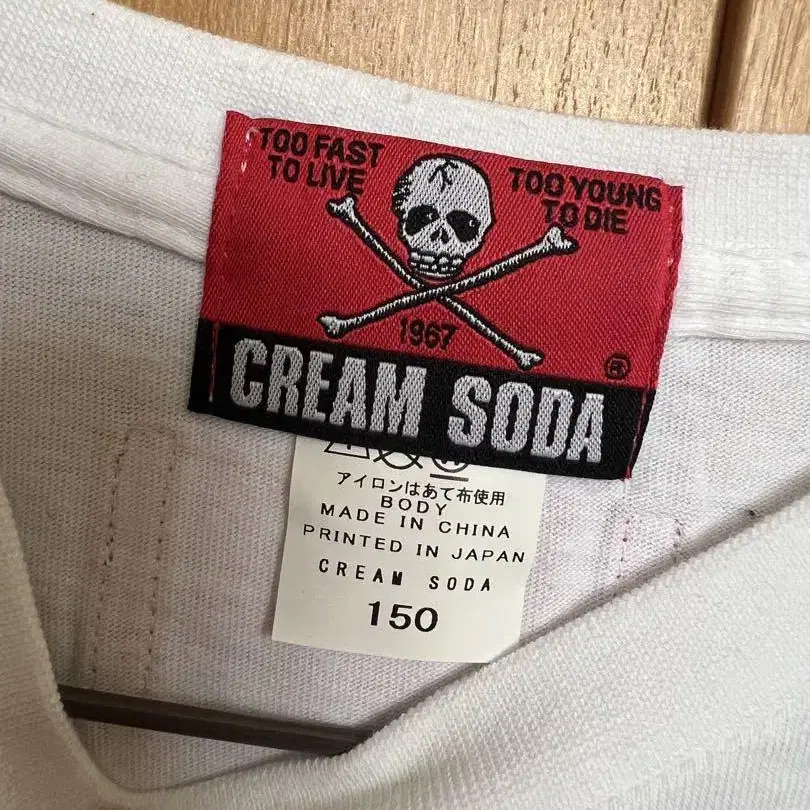 TOO FAST
TO LIVE
TOO YOUNG
TO DIE
1967
®
CREAM SODA
アイロンはあて布使用
BODY
MADE IN CHINA
PRINTED IN JAPAN
CREAM SODA
150